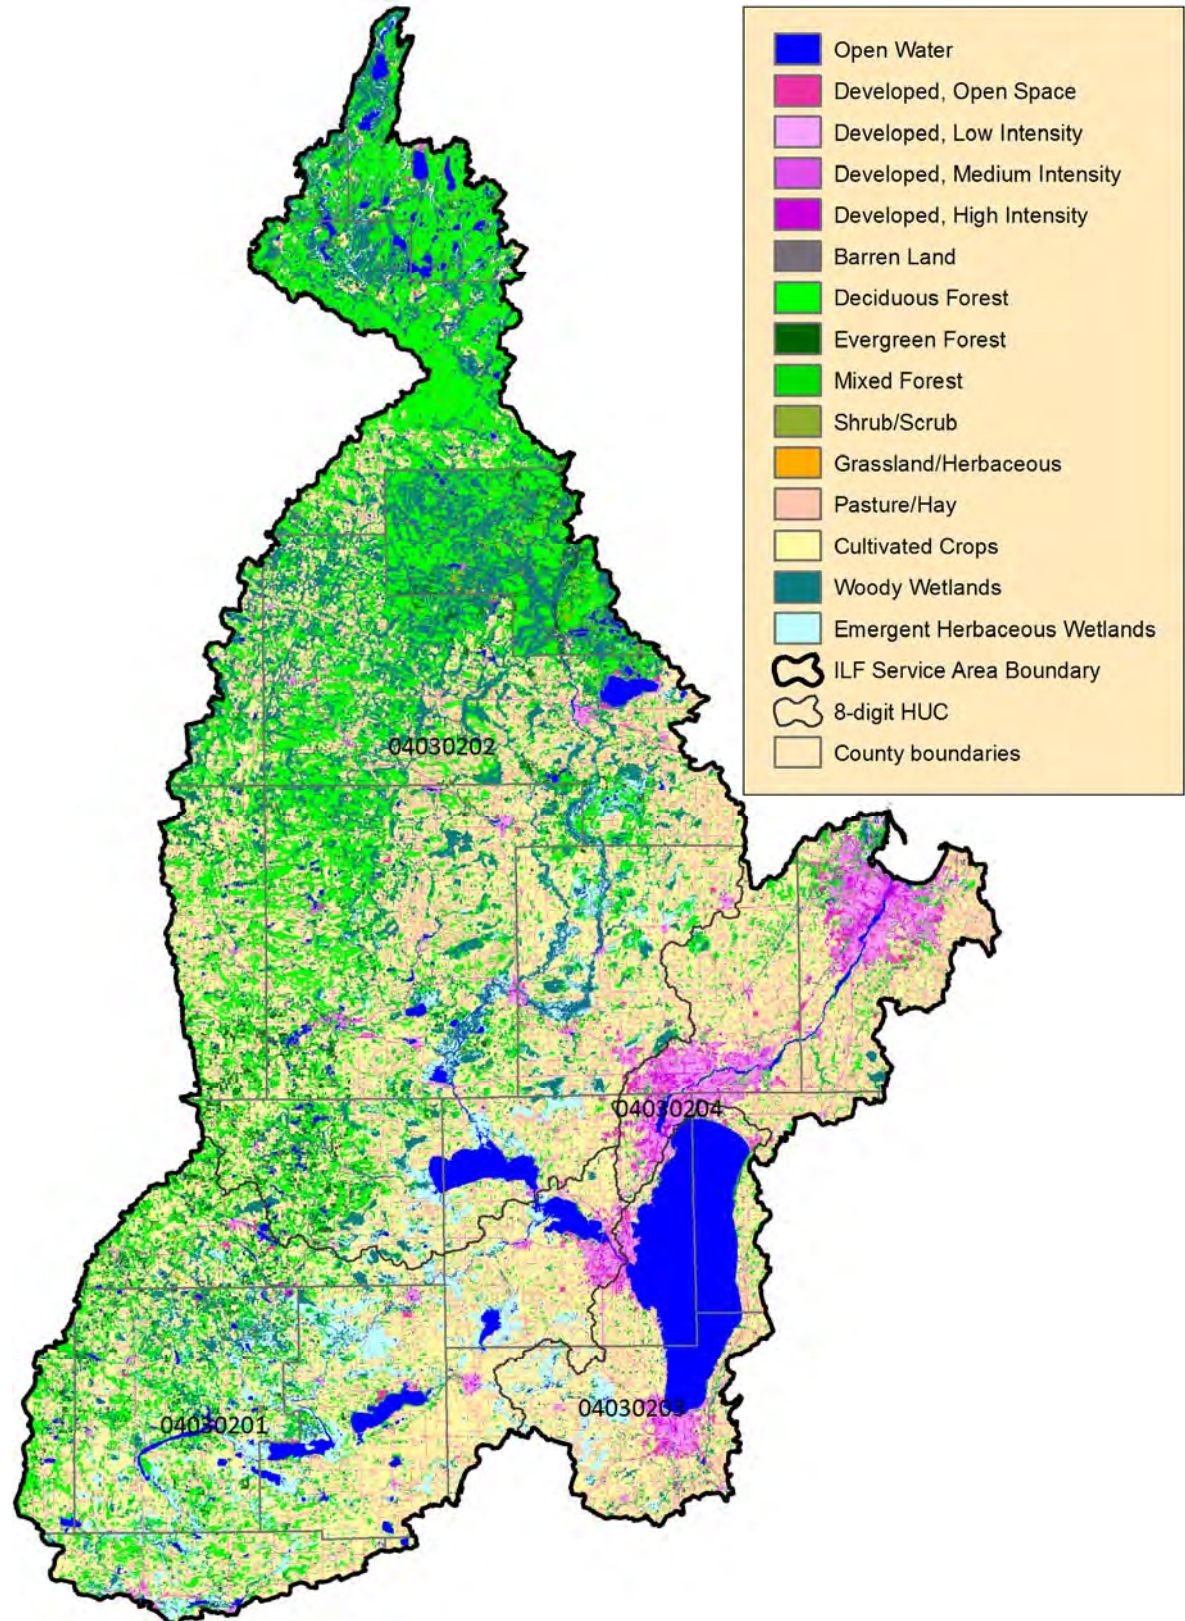 Open Water
Developed, Open Space
Developed, Low Intensity
Developed, Medium Intensity
Developed, High Intensity
Barren Land
Deciduous Forest
Evergreen Forest
Mixed Forest
Shrub/Scrub
Grassland/Herbaceous
Pasture/Hay
Cultivated Crops
Woody Wetlands
Emergent Herbaceous Wetlands
ILF Service Area Boundary
8-digit HUC
County boundaries
04030202
04030204
04030203
04030201